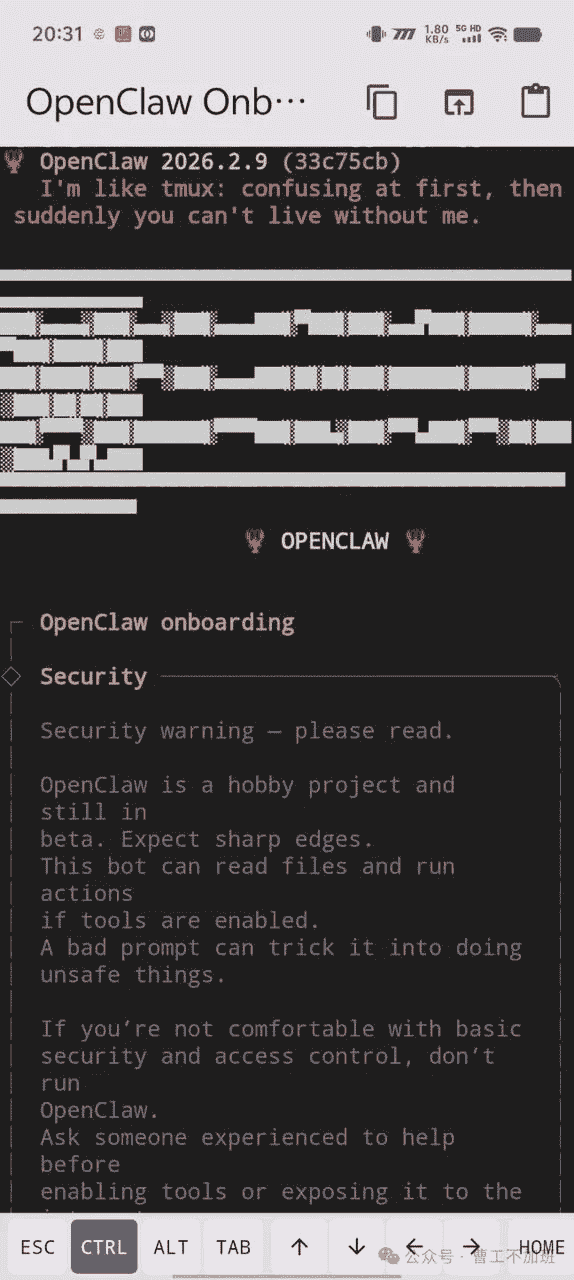 20:31
1.80 KB/s 5G HD
OpenClaw Onb…
OpenClaw 2026.2.9 (33c75cb)
I'm like tmux: confusing at first, then
suddenly you can't live without me.
OPENCLAW
OpenClaw onboarding
Security
Security warning — please read.
OpenClaw is a hobby project and
still in
beta. Expect sharp edges.
This bot can read files and run
actions
if tools are enabled.
A bad prompt can trick it into doing
unsafe things.
If you’re not comfortable with basic
security and access control, don’t
run
OpenClaw.
Ask someone experienced to help
before
enabling tools or exposing it to the
ESC CTRL ALT TAB ↑ ↓ ← → HOME
公众号 · 曹工不加班